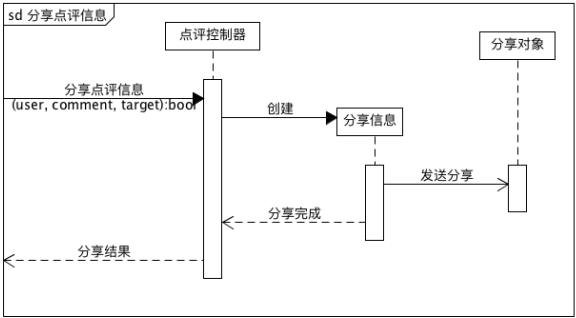 sd 分享点评信息
点评控制器
分享对象
分享点评信息
(user, comment, target):bool
创建
分享信息
发送分享
分享完成
分享结果